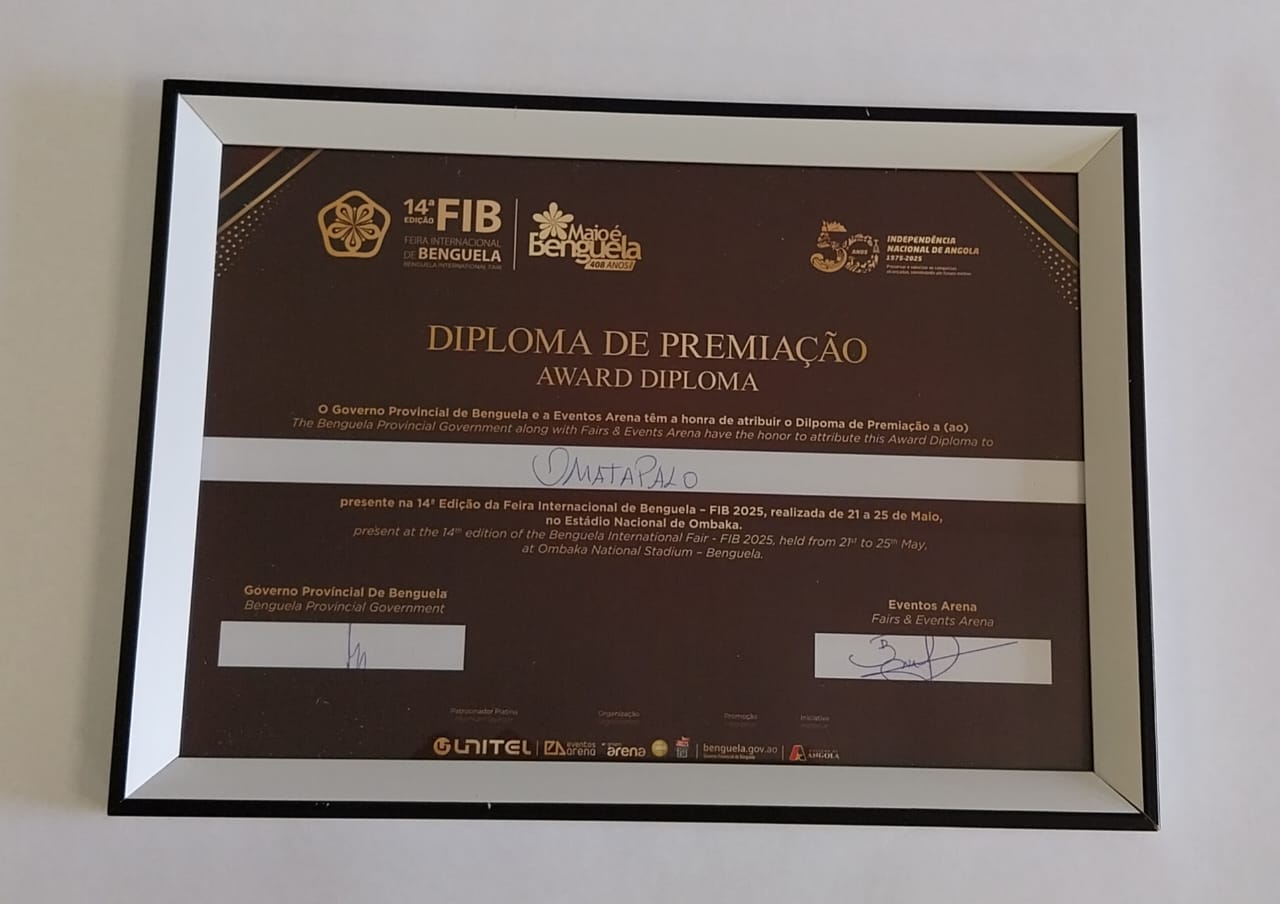 14ª EDIÇÃO FIB
FEIRA INTERNACIONAL
DE BENGUELA
BENGUELA INTERNATIONAL FAIR
Maio é
Benguela
408 ANOS
50 ANOS
INDEPENDÊNCIA
NACIONAL DE ANGOLA
1975-2025
DIPLOMA DE PREMIAÇÃO
AWARD DIPLOMA
O Governo Provincial de Benguela e a Eventos Arena têm a honra de atribuir o Dilpoma de Premiação a (ao)
The Benguela Provincial Government along with Fairs & Events Arena have the honor to attribute this Award Diploma to
OMATAPALO
presente na 14ª Edição da Feira Internacional de Benguela – FIB 2025, realizada de 21 a 25 de Maio,
no Estádio Nacional de Ombaka.
present at the 14th edition of the Benguela International Fair - FIB 2025, held from 21st to 25th May,
at Ombaka National Stadium – Benguela.
Governo Provincial De Benguela
Benguela Provincial Government
Eventos Arena
Fairs & Events Arena
Patrocinador Platina
Organização
Promoção
Iniciativa
UNITEL
eventos arena
arena
benguela.gov.ao
ANGOLA